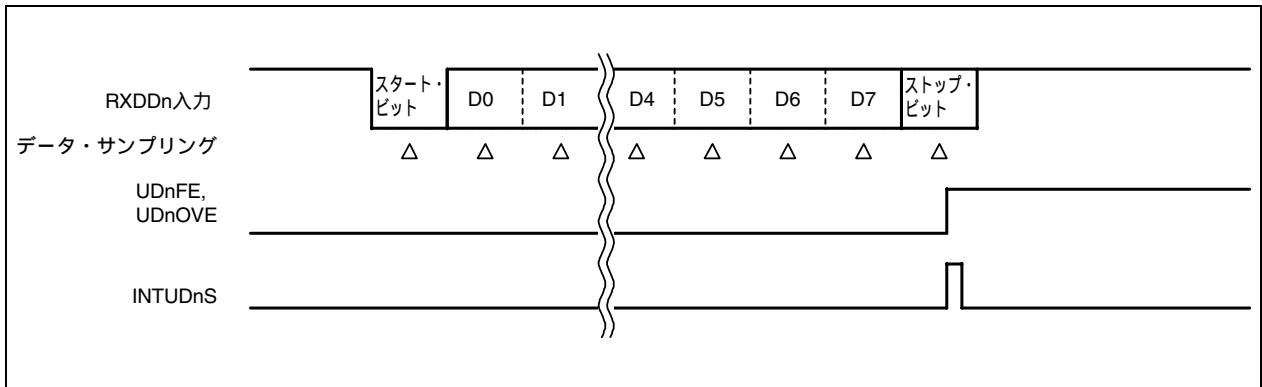 RXDDn入力
スタート・
ビット
D0
D1
D4
D5
D6
D7
ストップ・
ビット
データ・サンプリング
UDnFE,
UDnOVE
INTUDnS